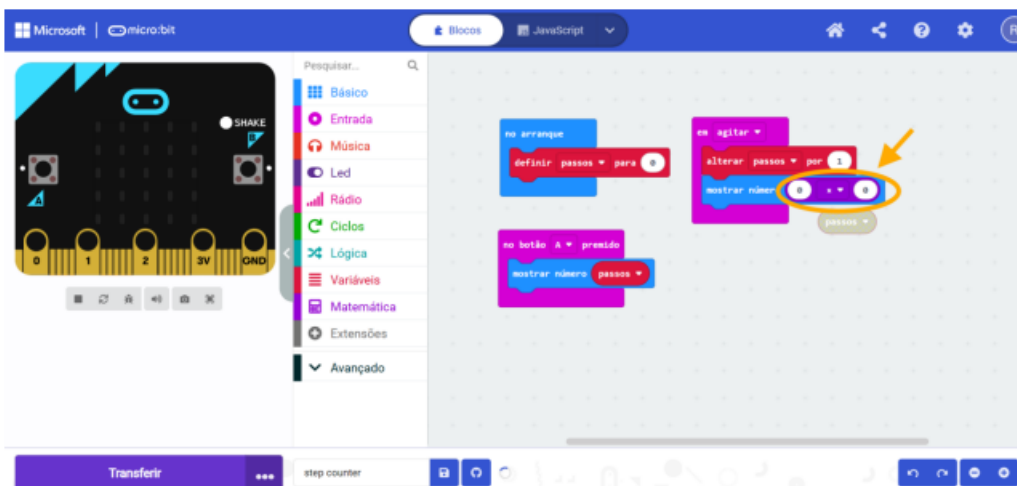 Microsoft | micro:bit
Blocos
JavaScript
R
SHAKE
B
A
0 1 2 3V GND
Pesquisar...
Básico
Entrada
Música
Led
Rádio
Ciclos
Lógica
Variáveis
Matemática
Extensões
Avançado
no arranque
definir passos para 0
em agitar
alterar passos por 1
mostrar número 0 x 0
passos
no botão A premido
mostrar número passos
Transferir
step counter